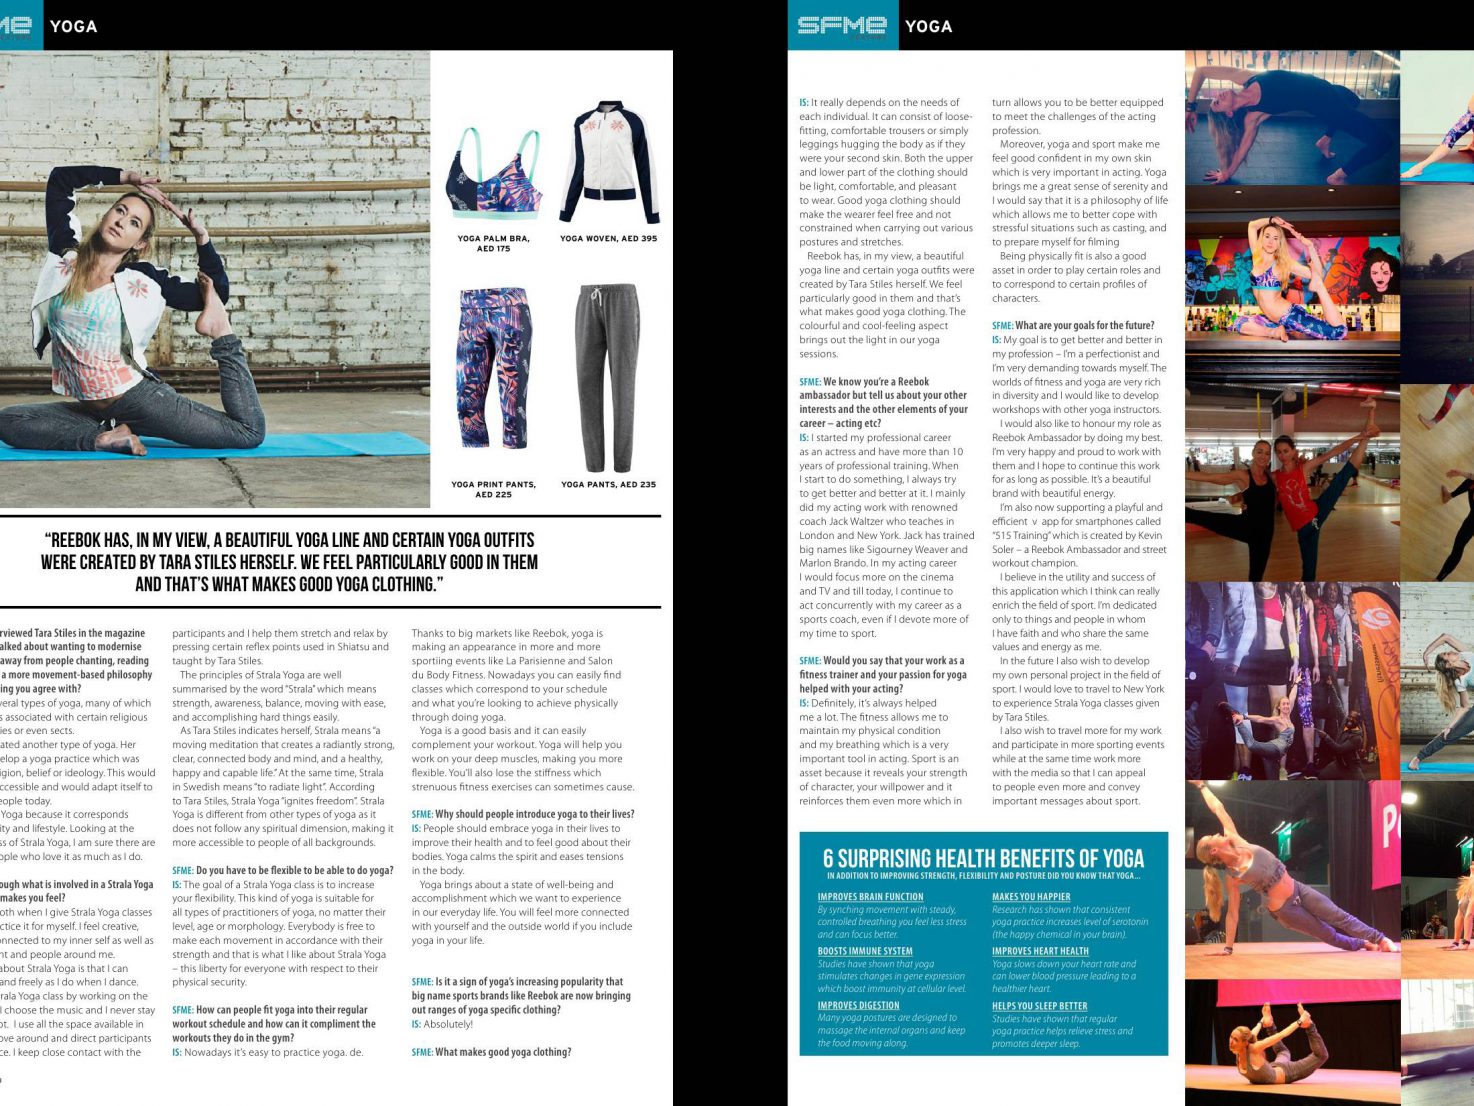 ME
YOGA
YOGA PALM BRA,
AED 175
YOGA WOVEN, AED 395
YOGA PRINT PANTS,
AED 225
YOGA PANTS, AED 235
“REEBOK HAS, IN MY VIEW, A BEAUTIFUL YOGA LINE AND CERTAIN YOGA OUTFITS
WERE CREATED BY TARA STILES HERSELF. WE FEEL PARTICULARLY GOOD IN THEM
AND THAT’S WHAT MAKES GOOD YOGA CLOTHING.”
rviewed Tara Stiles in the magazine
alked about wanting to modernise
away from people chanting, reading
a more movement-based philosophy
ing you agree with?
veral types of yoga, many of which
s associated with certain religious
ies or even sects.
ated another type of yoga. Her
elop a yoga practice which was
igion, belief or ideology. This would
ccessible and would adapt itself to
eople today.
Yoga because it corresponds
ity and lifestyle. Looking at the
ss of Strala Yoga, I am sure there are
ople who love it as much as I do.
ough what is involved in a Strala Yoga
makes you feel?
oth when I give Strala Yoga classes
ctice it for myself. I feel creative,
onnected to my inner self as well as
nt and people around me.
about Strala Yoga is that I can
and freely as I do when I dance.
rala Yoga class by working on the
I choose the music and I never stay
ot. I use all the space available in
ove around and direct participants
ce. I keep close contact with the
participants and I help them stretch and relax by
pressing certain reflex points used in Shiatsu and
taught by Tara Stiles.
The principles of Strala Yoga are well
summarised by the word “Strala” which means
strength, awareness, balance, moving with ease,
and accomplishing hard things easily.
As Tara Stiles indicates herself, Strala means “a
moving meditation that creates a radiantly strong,
clear, connected body and mind, and a healthy,
happy and capable life.” At the same time, Strala
in Swedish means “to radiate light”. According
to Tara Stiles, Strala Yoga “ignites freedom”. Strala
Yoga is different from other types of yoga as it
does not follow any spiritual dimension, making it
more accessible to people of all backgrounds.
SFME: Do you have to be flexible to be able to do yoga?
IS: The goal of a Strala Yoga class is to increase
your flexibility. This kind of yoga is suitable for
all types of practitioners of yoga, no matter their
level, age or morphology. Everybody is free to
make each movement in accordance with their
strength and that is what I like about Strala Yoga
– this liberty for everyone with respect to their
physical security.
SFME: How can people fit yoga into their regular
workout schedule and how can it compliment the
workouts they do in the gym?
IS: Nowadays it’s easy to practice yoga. de.
Thanks to big markets like Reebok, yoga is
making an appearance in more and more
sportiing events like La Parisienne and Salon
du Body Fitness. Nowadays you can easily find
classes which correspond to your schedule
and what you’re looking to achieve physically
through doing yoga.
Yoga is a good basis and it can easily
complement your workout. Yoga will help you
work on your deep muscles, making you more
flexible. You’ll also lose the stiffness which
strenuous fitness exercises can sometimes cause.
SFME: Why should people introduce yoga to their lives?
IS: People should embrace yoga in their lives to
improve their health and to feel good about their
bodies. Yoga calms the spirit and eases tensions
in the body.
Yoga brings about a state of well-being and
accomplishment which we want to experience
in our everyday life. You will feel more connected
with yourself and the outside world if you include
yoga in your life.
SFME: Is it a sign of yoga’s increasing popularity that
big name sports brands like Reebok are now bringing
out ranges of yoga specific clothing?
IS: Absolutely!
SFME: What makes good yoga clothing?
SFME
YOGA
IS: It really depends on the needs of
each individual. It can consist of loose-
fitting, comfortable trousers or simply
leggings hugging the body as if they
were your second skin. Both the upper
and lower part of the clothing should
be light, comfortable, and pleasant
to wear. Good yoga clothing should
make the wearer feel free and not
constrained when carrying out various
postures and stretches.
Reebok has, in my view, a beautiful
yoga line and certain yoga outfits were
created by Tara Stiles herself. We feel
particularly good in them and that’s
what makes good yoga clothing. The
colourful and cool-feeling aspect
brings out the light in our yoga
sessions.
SFME: We know you’re a Reebok
ambassador but tell us about your other
interests and the other elements of your
career – acting etc?
IS: I started my professional career
as an actress and have more than 10
years of professional training. When
I start to do something, I always try
to get better and better at it. I mainly
did my acting work with renowned
coach Jack Waltzer who teaches in
London and New York. Jack has trained
big names like Sigourney Weaver and
Marlon Brando. In my acting career
I would focus more on the cinema
and TV and till today, I continue to
act concurrently with my career as a
sports coach, even if I devote more of
my time to sport.
SFME: Would you say that your work as a
fitness trainer and your passion for yoga
helped with your acting?
IS: Definitely, it’s always helped
me a lot. The fitness allows me to
maintain my physical condition
and my breathing which is a very
important tool in acting. Sport is an
asset because it reveals your strength
of character, your willpower and it
reinforces them even more which in
turn allows you to be better equipped
to meet the challenges of the acting
profession.
Moreover, yoga and sport make me
feel good confident in my own skin
which is very important in acting. Yoga
brings me a great sense of serenity and
I would say that it is a philosophy of life
which allows me to better cope with
stressful situations such as casting, and
to prepare myself for filming
Being physically fit is also a good
asset in order to play certain roles and
to correspond to certain profiles of
characters.
SFME: What are your goals for the future?
IS: My goal is to get better and better in
my profession – I’m a perfectionist and
I’m very demanding towards myself. The
worlds of fitness and yoga are very rich
in diversity and I would like to develop
workshops with other yoga instructors.
I would also like to honour my role as
Reebok Ambassador by doing my best.
I’m very happy and proud to work with
them and I hope to continue this work
for as long as possible. It’s a beautiful
brand with beautiful energy.
I’m also now supporting a playful and
efficient v app for smartphones called
“515 Training” which is created by Kevin
Soler – a Reebok Ambassador and street
workout champion.
I believe in the utility and success of
this application which I think can really
enrich the field of sport. I’m dedicated
only to things and people in whom
I have faith and who share the same
values and energy as me.
In the future I also wish to develop
my own personal project in the field of
sport. I would love to travel to New York
to experience Strala Yoga classes given
by Tara Stiles.
I also wish to travel more for my work
and participate in more sporting events
while at the same time work more
with the media so that I can appeal
to people even more and convey
important messages about sport.
6 SURPRISING HEALTH BENEFITS OF YOGA
IN ADDITION TO IMPROVING STRENGTH, FLEXIBILITY AND POSTURE DID YOU KNOW THAT YOGA...
IMPROVES BRAIN FUNCTION
By synching movement with steady,
controlled breathing you feel less stress
and can focus better.
BOOSTS IMMUNE SYSTEM
Studies have shown that yoga
stimulates changes in gene expression
which boost immunity at cellular level.
IMPROVES DIGESTION
Many yoga postures are designed to
massage the internal organs and keep
the food moving along.
MAKES YOU HAPPIER
Research has shown that consistent
yoga practice increases level of serotonin
(the happy chemical in your brain).
IMPROVES HEART HEALTH
Yoga slows down your heart rate and
can lower blood pressure leading to a
healthier heart.
HELPS YOU SLEEP BETTER
Studies have shown that regular
yoga practice helps relieve stress and
promotes deeper sleep.